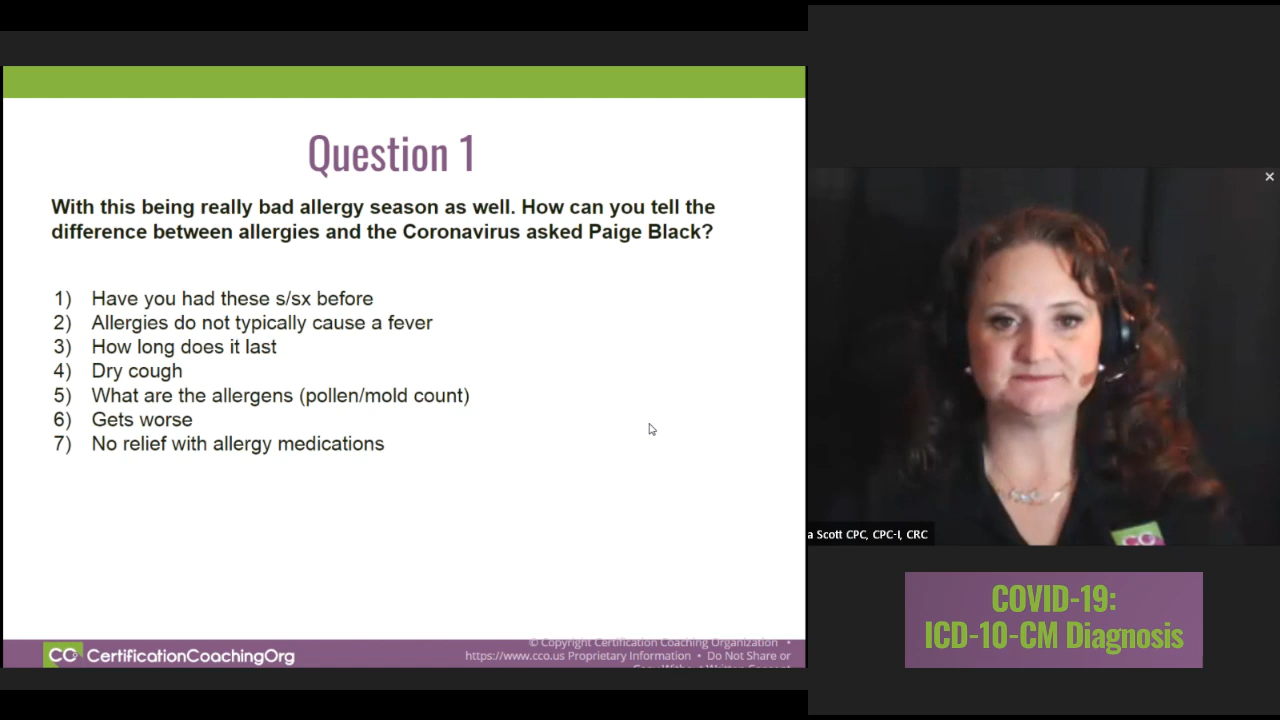 Question 1
With this being really bad allergy season as well. How can you tell the
difference between allergies and the Coronavirus asked Paige Black?
1) Have you had these s/sx before
2) Allergies do not typically cause a fever
3) How long does it last
4) Dry cough
5) What are the allergens (pollen/mold count)
6) Gets worse
7) No relief with allergy medications
a Scott CPC, CPC-I, CRC
COVID-19:
ICD-10-CM Diagnosis
CertificationCoachingOrg
© Copyright Certification Coaching Organization •
https://www.cco.us Proprietary Information • Do Not Share or